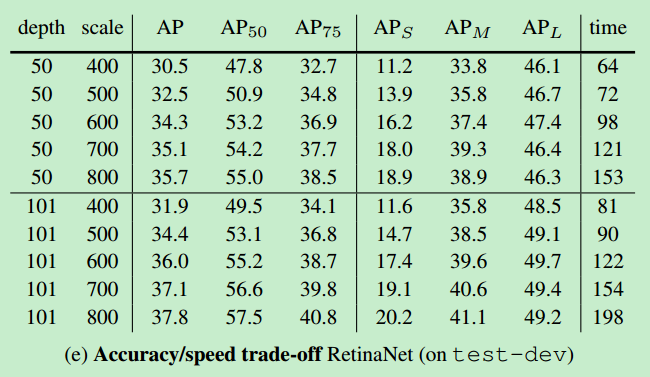 depth scale AP AP50 AP75 APS APM APL time
50 400 30.5 47.8 32.7 11.2 33.8 46.1 64
50 500 32.5 50.9 34.8 13.9 35.8 46.7 72
50 600 34.3 53.2 36.9 16.2 37.4 47.4 98
50 700 35.1 54.2 37.7 18.0 39.3 46.4 121
50 800 35.7 55.0 38.5 18.9 38.9 46.3 153
101 400 31.9 49.5 34.1 11.6 35.8 48.5 81
101 500 34.4 53.1 36.8 14.7 38.5 49.1 90
101 600 36.0 55.2 38.7 17.4 39.6 49.7 122
101 700 37.1 56.6 39.8 19.1 40.6 49.4 154
101 800 37.8 57.5 40.8 20.2 41.1 49.2 198
(e) Accuracy/speed trade-off RetinaNet (on test-dev)